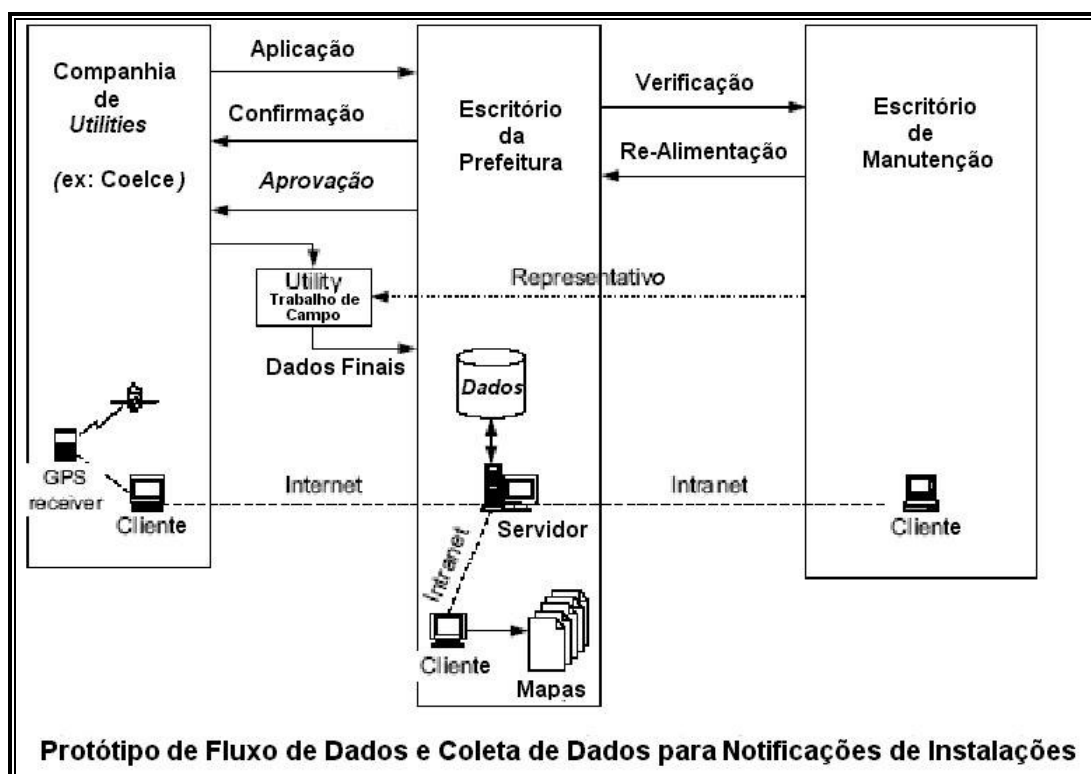 Companhia
de
Utilities
(ex: Coelce)
Aplicação
Confirmação
Aprovação
Escritório
da
Prefeitura
Verificação
Re-Alimentação
Escritório
de
Manutenção
Utility
Trabalho de
Campo
Representativo
Dados Finais
Dados
GPS
receiver
Cliente
Internet
Servidor
Intranet
Cliente
Intranet
Cliente
Mapas
Protótipo de Fluxo de Dados e Coleta de Dados para Notificações de Instalações